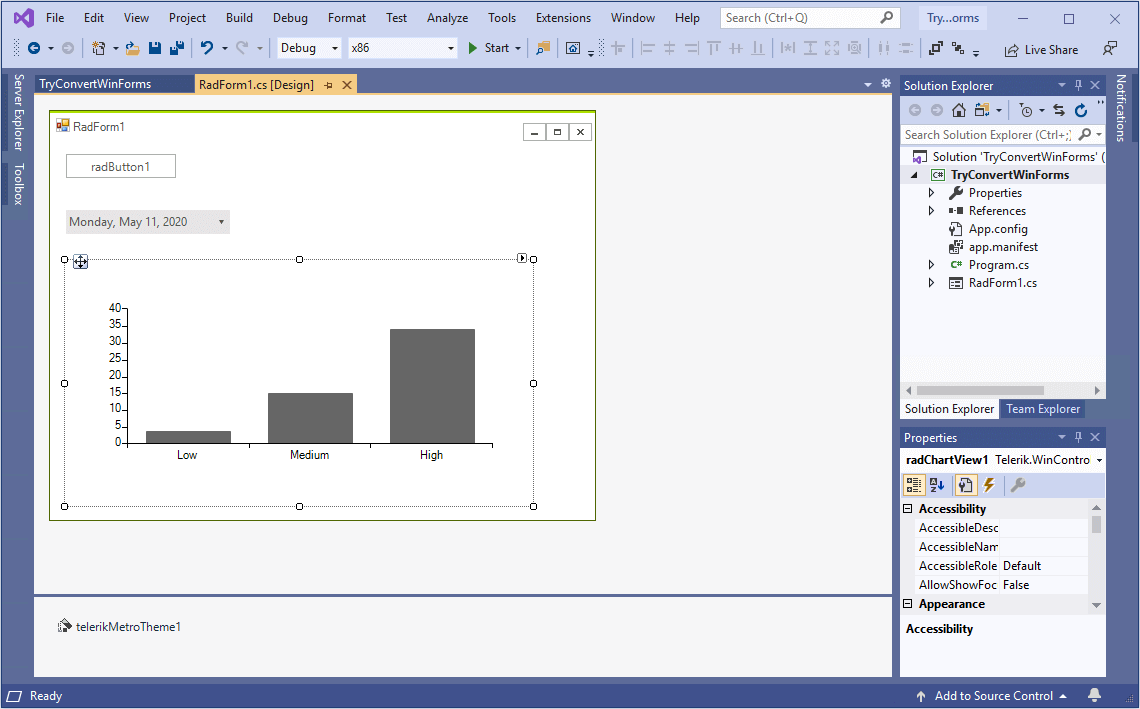 File Edit View Project Build Debug Format Test Analyze Tools Extensions Window Help Search (Ctrl+Q) Try...orms
Debug x86 Start Live Share
Server Explorer
Toolbox
TryConvertWinForms RadForm1.cs [Design]
RadForm1
radButton1
Monday, May 11, 2020
40
35
30
25
20
15
10
5
0
Low Medium High
telerikMetroTheme1
Solution Explorer
Search Solution Explorer (Ctrl+;)
Solution 'TryConvertWinForms' (
C# TryConvertWinForms
Properties
References
App.config
app.manifest
C# Program.cs
RadForm1.cs
Solution Explorer Team Explorer
Properties
radChartView1 Telerik.WinContro
Accessibility
AccessibleDesc
AccessibleNam
AccessibleRole Default
AllowShowFoc False
Appearance
Accessibility
Notifications
Ready Add to Source Control